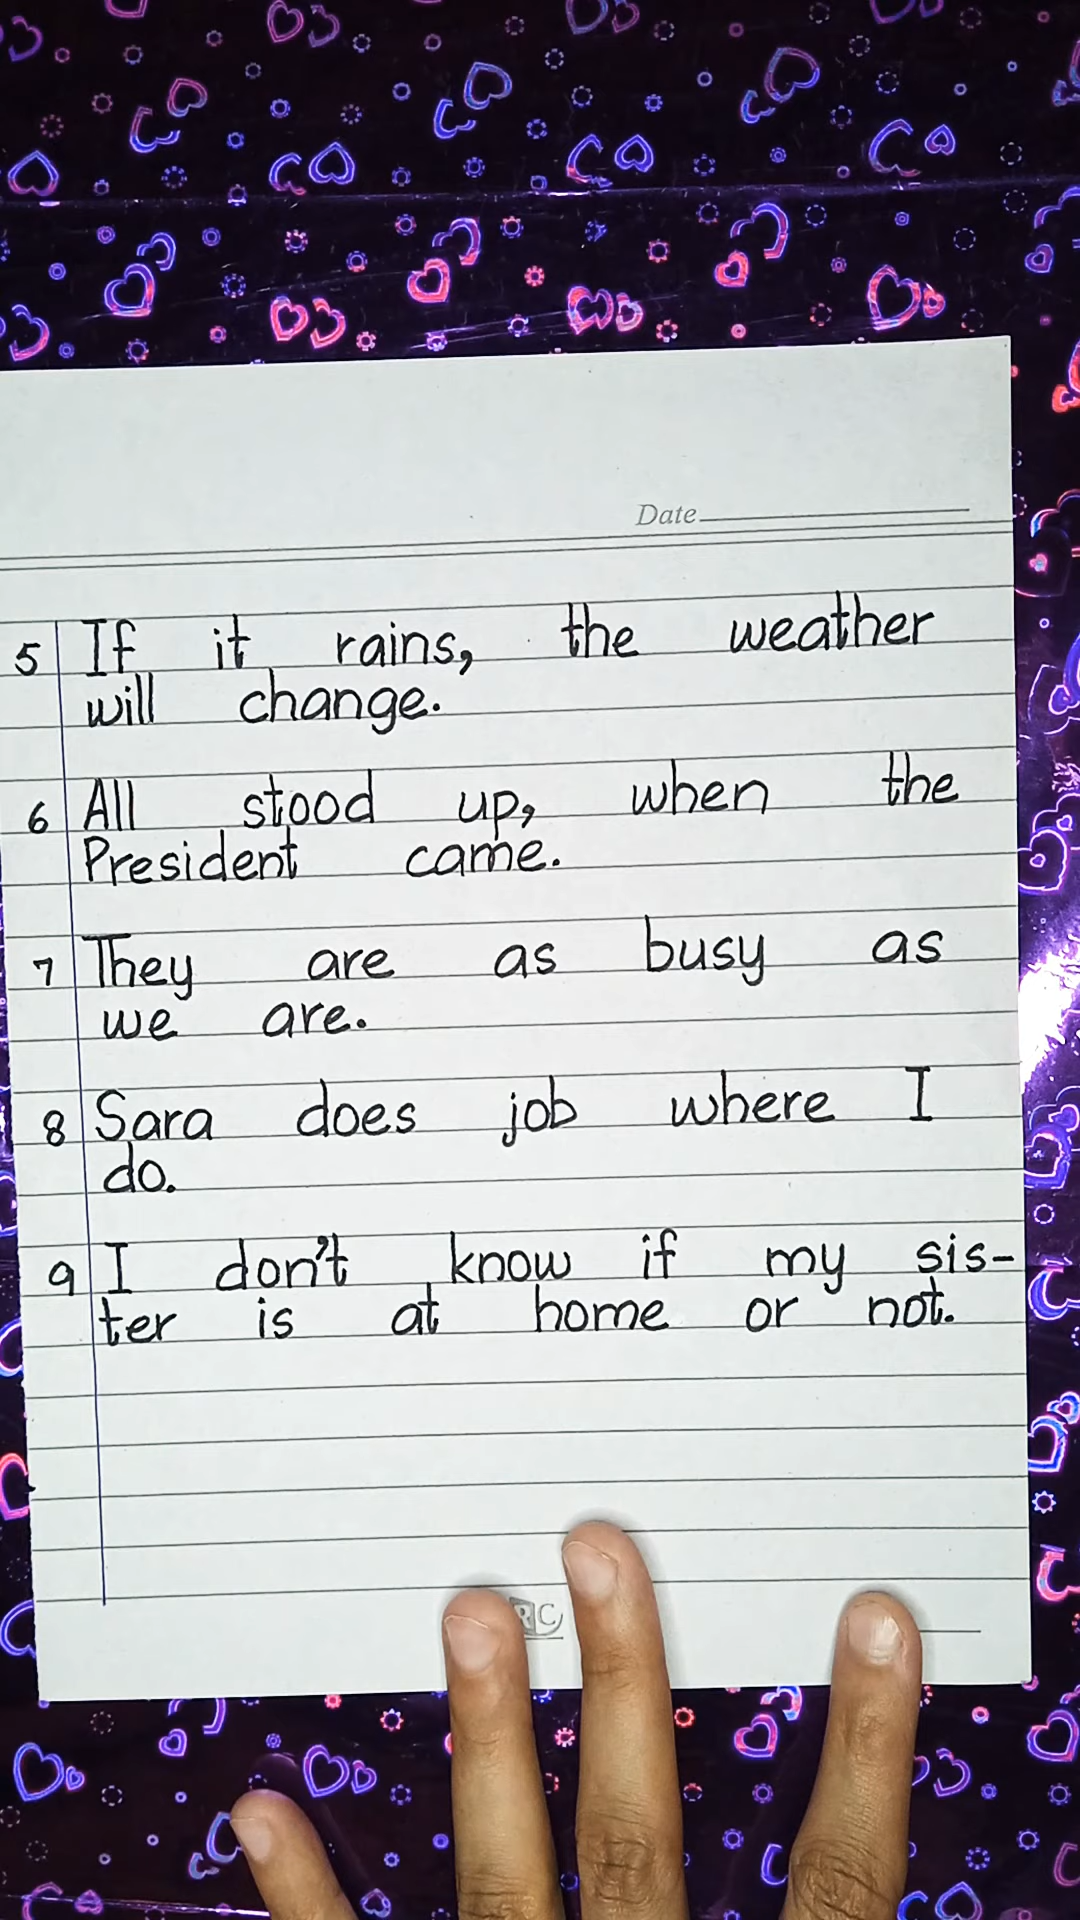 Date
5 If it rains, the weather
will change.
6 All stood up, when the
President came.
7 They are as busy as
we are.
8 Sara does job where I
do.
9 I don't know if my sis-
ter is at home or not.